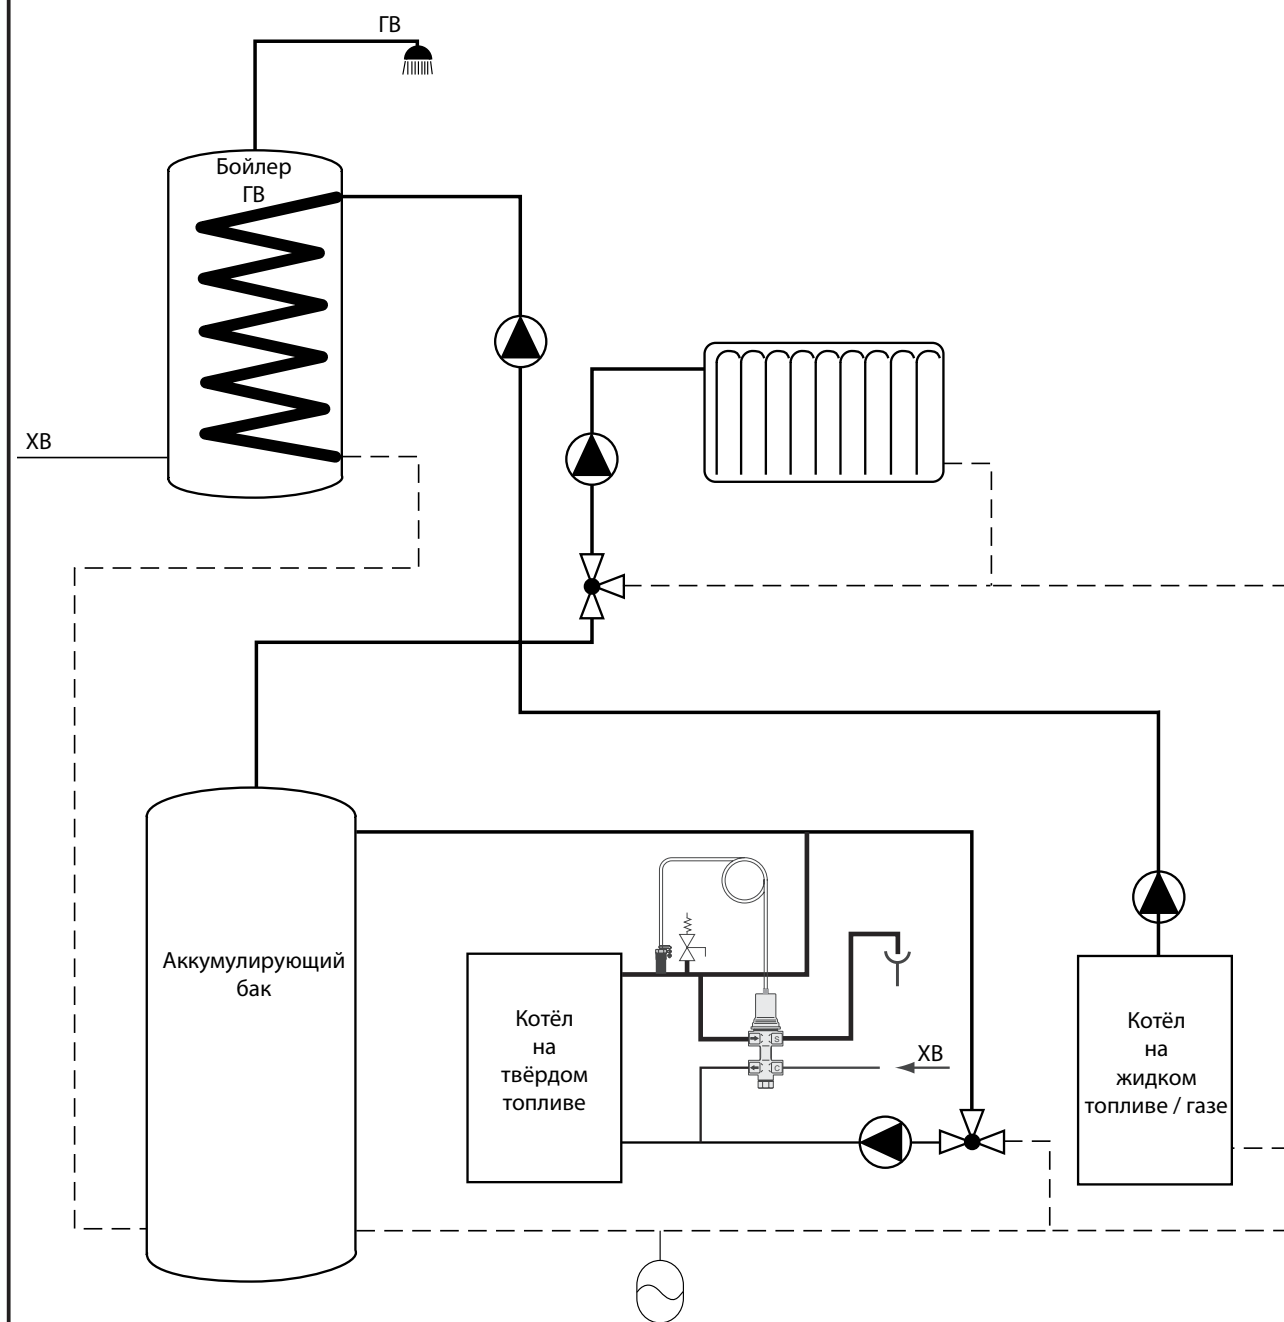 ГВ
Бойлер
ГВ
ХВ
Аккумулирующий
бак
Котёл
на
твёрдом
топливе
S
C
ХВ
Котёл
на
жидком
топливе / газе